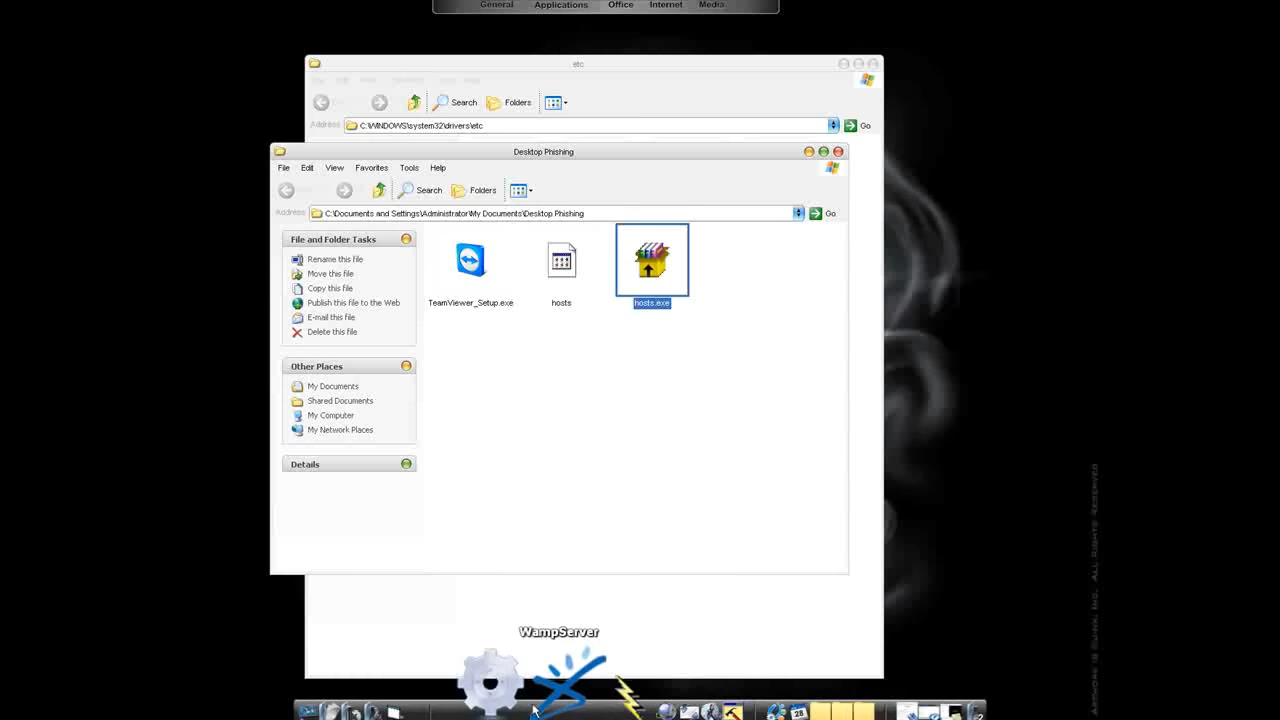 General Applications Office Internet Media
etc
Search Folders
Address C:\WINDOWS\system32\drivers\etc Go
Desktop Phishing
File Edit View Favorites Tools Help
Search Folders
Address C:\Documents and Settings\Administrator\My Documents\Desktop Phishing Go
File and Folder Tasks
Rename this file
Move this file
Copy this file
Publish this file to the Web
E-mail this file
Delete this file
Other Places
My Documents
Shared Documents
My Computer
My Network Places
Details
TeamViewer_Setup.exe hosts hosts.exe
WampServer
28